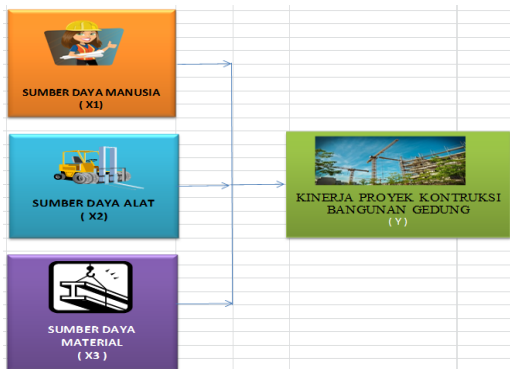 SUMBER DAYA MANUSIA
( X1)
SUMBER DAYA ALAT
( X2)
KINERJA PROYEK KONTRUKSI
BANGUNAN GEDUNG
( Y )
SUMBER DAYA
MATERIAL
( X3 )